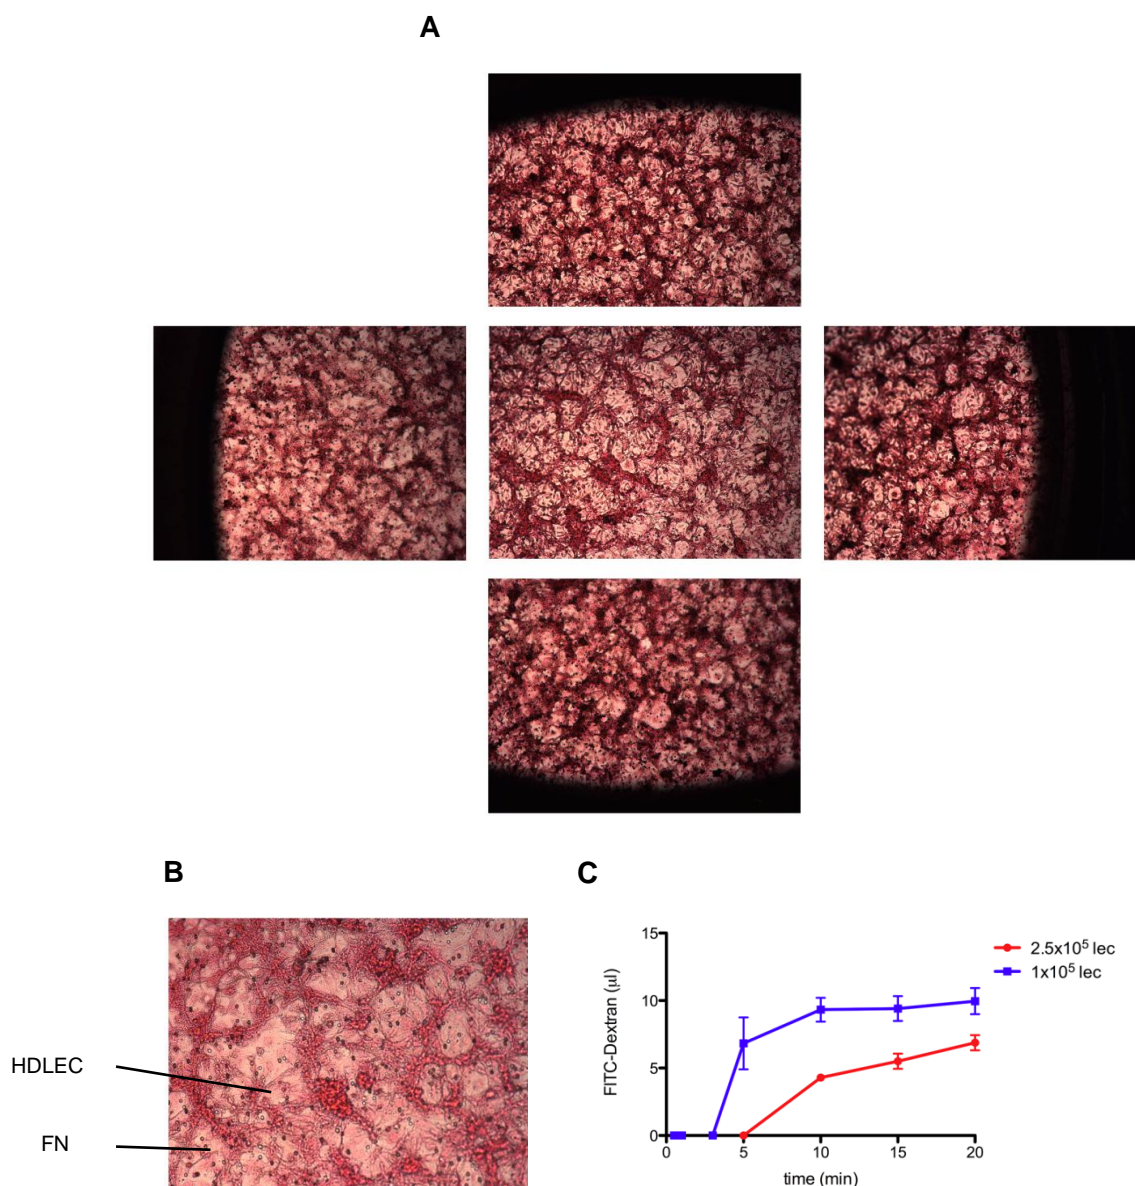 A
B
C
HDLEC
FN
15
10
5
0
FITC-Dextran (µl)
0 5 10 15 20
time (min)
2.5x10⁵ lec
1x10⁵ lec